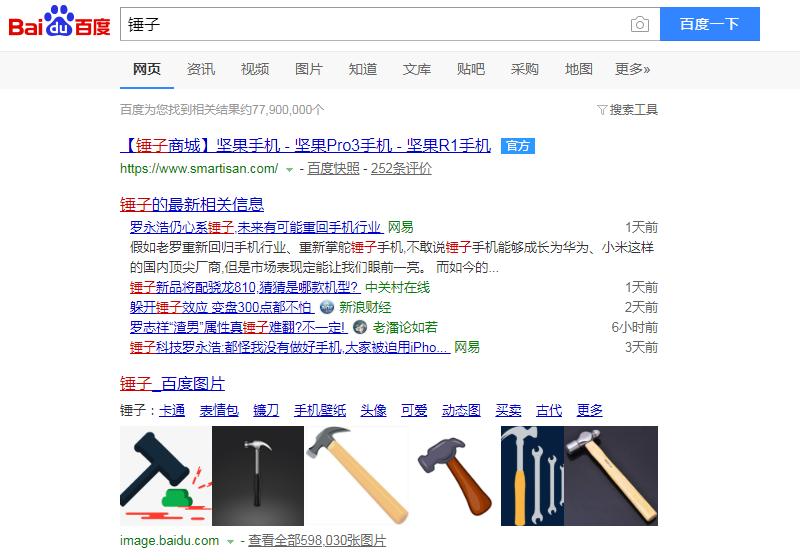 Bai du 百度
锤子
百度一下
网页 资讯 视频 图片 知道 文库 贴吧 采购 地图 更多»
百度为您找到相关结果约77,900,000个
搜索工具
【锤子商城】坚果手机 - 坚果Pro3手机 - 坚果R1手机 官方
https://www.smartisan.com/ - 百度快照 - 252条评价
锤子的最新相关信息
罗永浩仍心系锤子,未来有可能重回手机行业 网易 1天前
假如老罗重新回归手机行业、重新掌舵锤子手机,不敢说锤子手机能够成长为华为、小米这样
的国内顶尖厂商,但是市场表现定能让我们眼前一亮。 而如今的...
锤子新品将配骁龙810,猜猜是哪款机型? 中关村在线 1天前
躲开锤子效应 变盘300点都不怕 新浪财经 2天前
罗志祥“渣男”属性真锤子难翻?不一定! 老潘论如若 6小时前
锤子科技罗永浩:都怪我没有做好手机,大家被迫用iPho... 网易 3天前
锤子_百度图片
锤子：卡通 表情包 镰刀 手机壁纸 头像 可爱 动态图 买卖 古代 更多
image.baidu.com - 查看全部598,030张图片